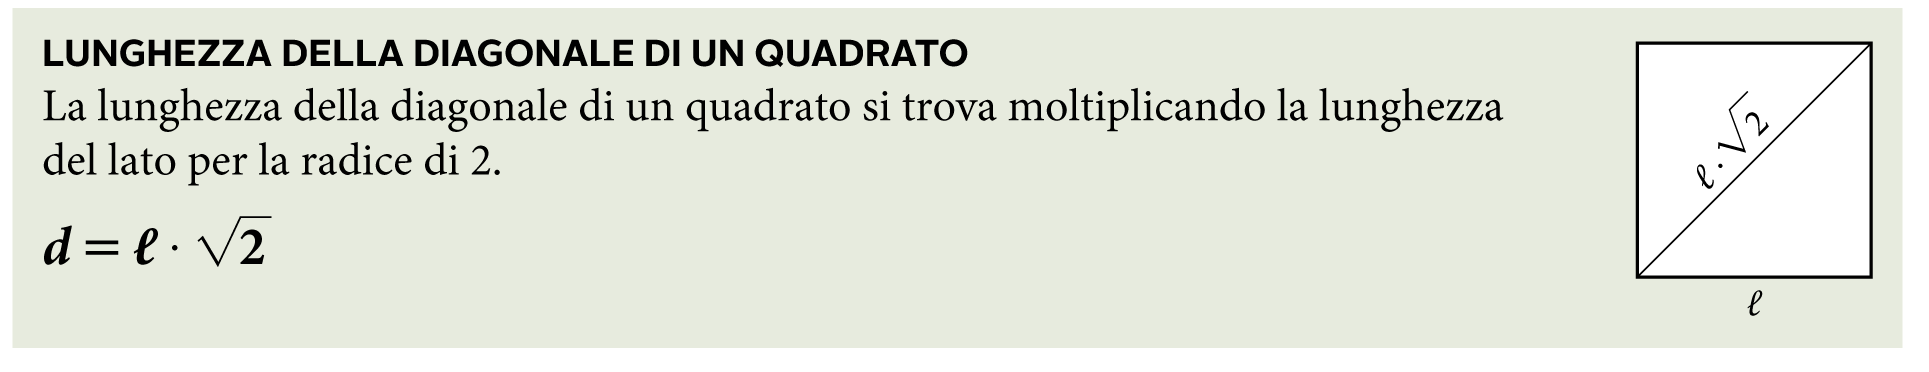 LUNGHEZZA DELLA DIAGONALE DI UN QUADRATO
La lunghezza della diagonale di un quadrato si trova moltiplicando la lunghezza
del lato per la radice di 2.
d = ℓ · √2
ℓ · √2
ℓ